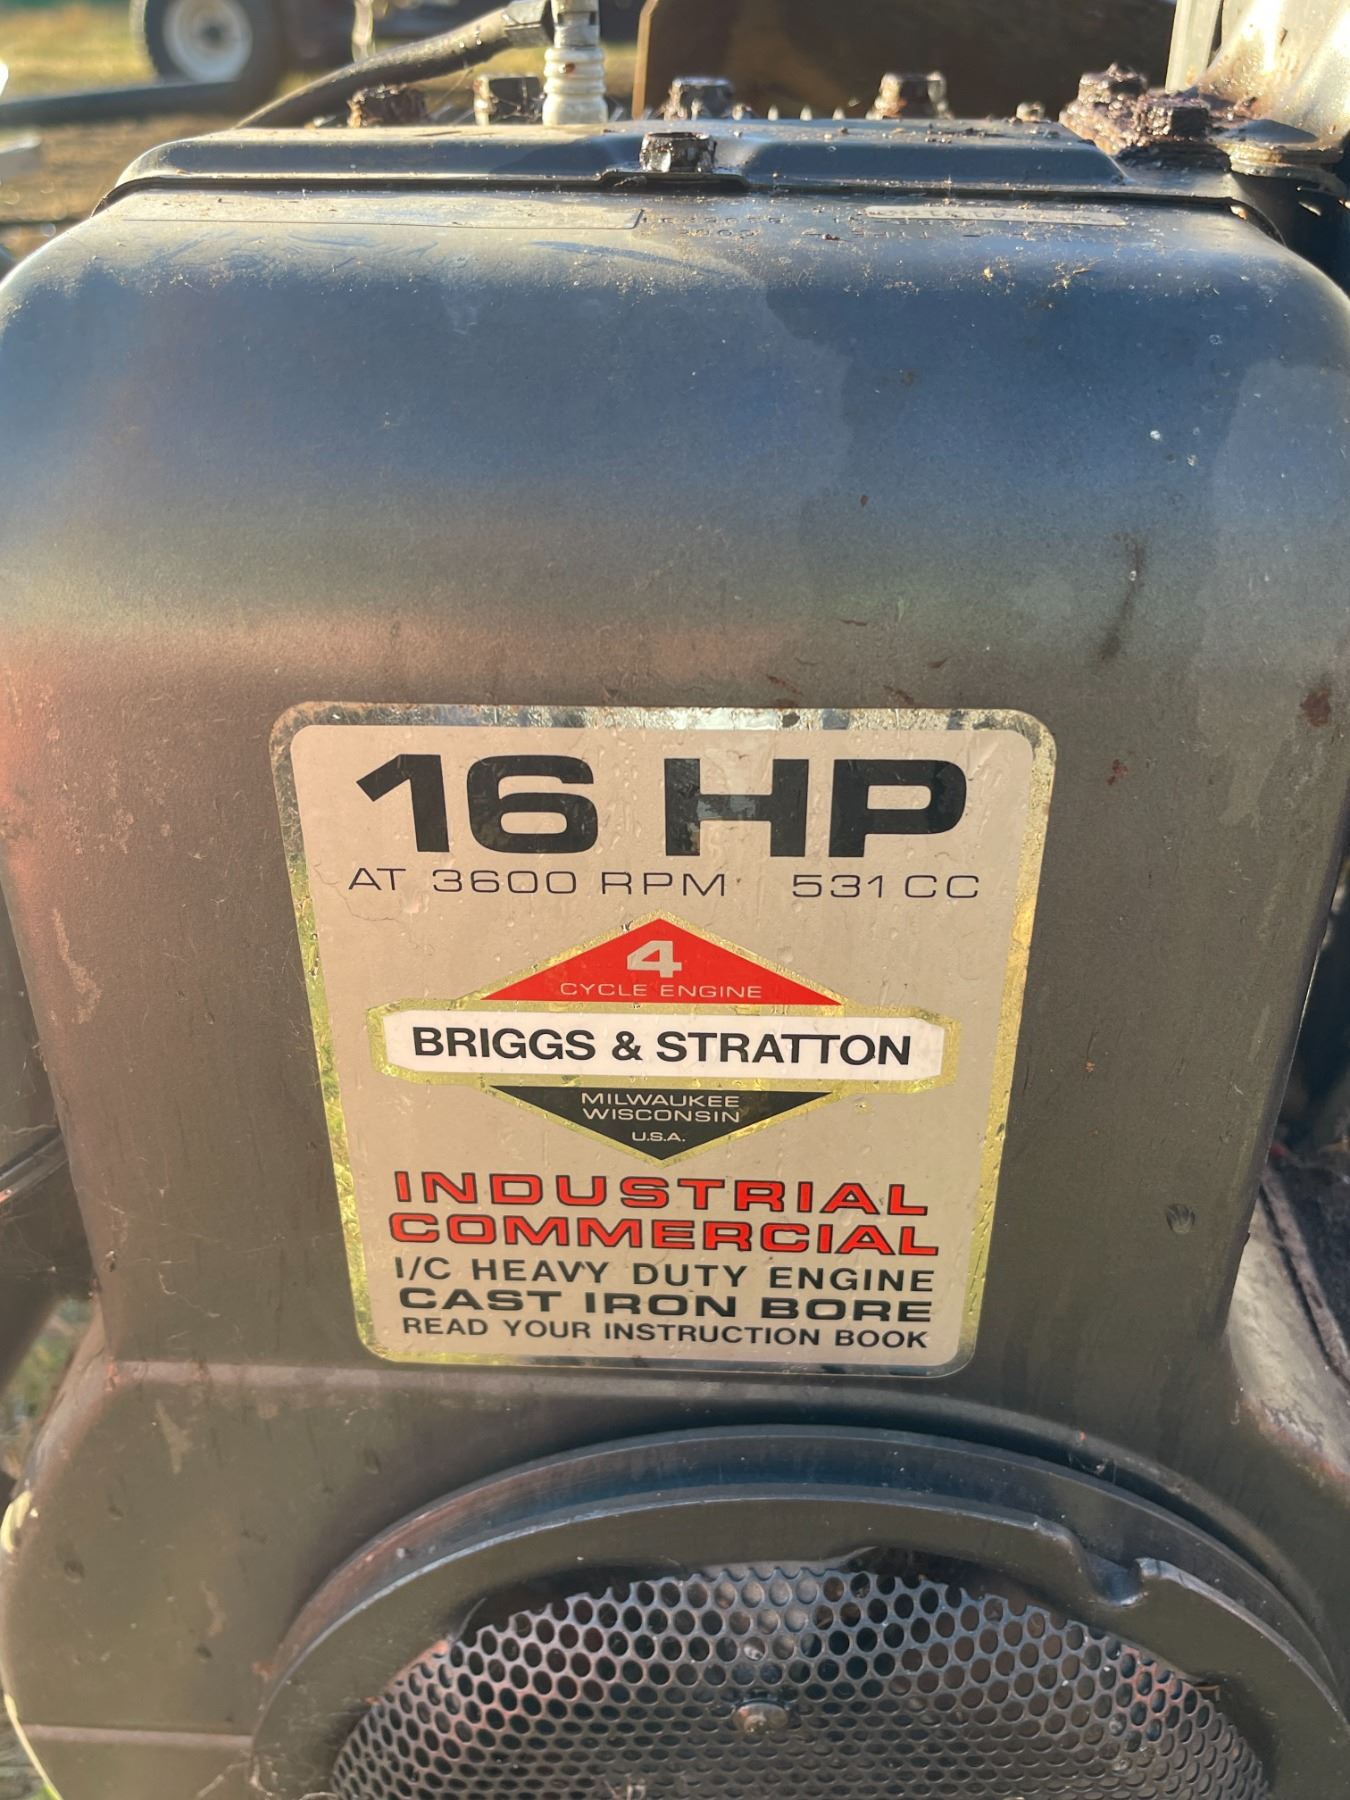 16 HP
AT 3600 RPM 531 CC
4
CYCLE ENGINE
BRIGGS & STRATTON
MILWAUKEE
WISCONSIN
U.S.A.
INDUSTRIAL
COMMERCIAL
I/C HEAVY DUTY ENGINE
CAST IRON BORE
READ YOUR INSTRUCTION BOOK